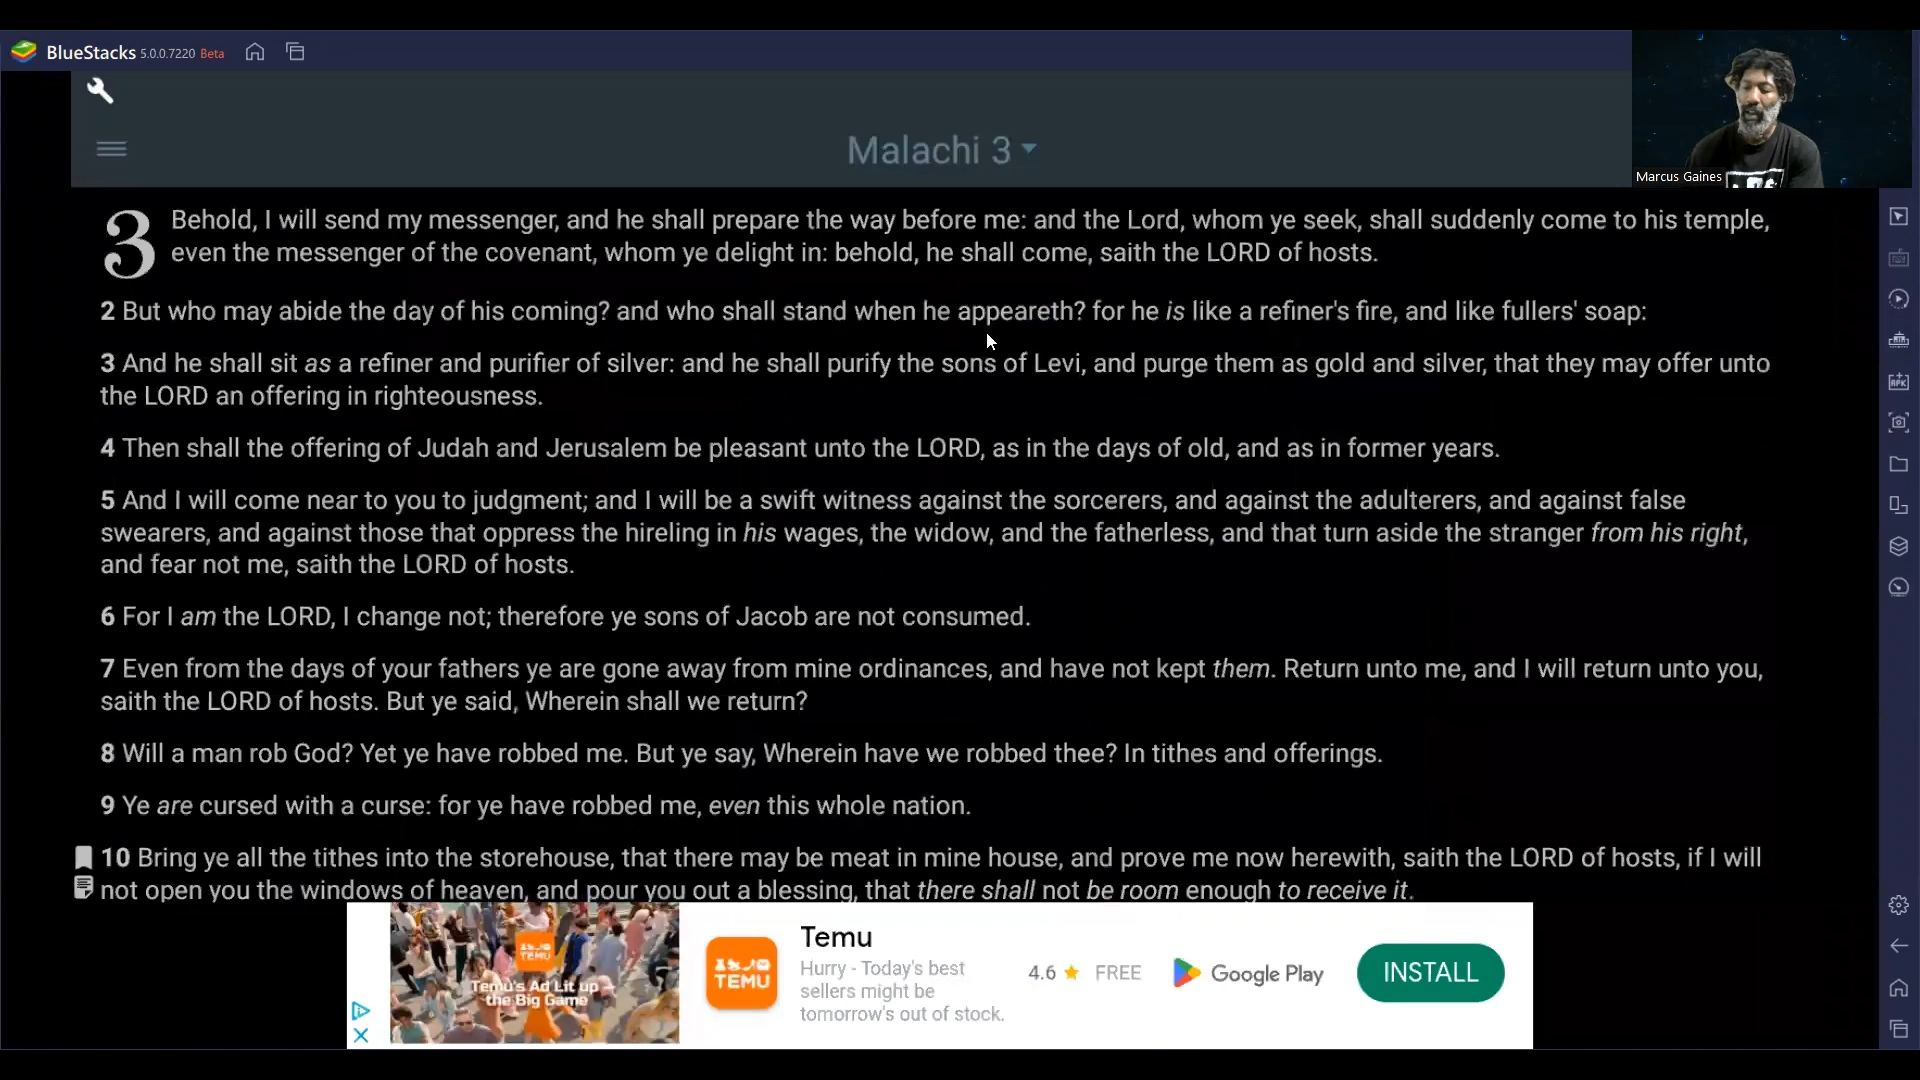 BlueStacks 5.0.0.7220 Beta
Malachi 3
Marcus Gaines
3 Behold, I will send my messenger, and he shall prepare the way before me: and the Lord, whom ye seek, shall suddenly come to his temple,
even the messenger of the covenant, whom ye delight in: behold, he shall come, saith the LORD of hosts.
2 But who may abide the day of his coming? and who shall stand when he appeareth? for he is like a refiner's fire, and like fullers' soap:
3 And he shall sit as a refiner and purifier of silver: and he shall purify the sons of Levi, and purge them as gold and silver, that they may offer unto
the LORD an offering in righteousness.
4 Then shall the offering of Judah and Jerusalem be pleasant unto the LORD, as in the days of old, and as in former years.
5 And I will come near to you to judgment; and I will be a swift witness against the sorcerers, and against the adulterers, and against false
swearers, and against those that oppress the hireling in his wages, the widow, and the fatherless, and that turn aside the stranger from his right,
and fear not me, saith the LORD of hosts.
6 For I am the LORD, I change not; therefore ye sons of Jacob are not consumed.
7 Even from the days of your fathers ye are gone away from mine ordinances, and have not kept them. Return unto me, and I will return unto you,
saith the LORD of hosts. But ye said, Wherein shall we return?
8 Will a man rob God? Yet ye have robbed me. But ye say, Wherein have we robbed thee? In tithes and offerings.
9 Ye are cursed with a curse: for ye have robbed me, even this whole nation.
10 Bring ye all the tithes into the storehouse, that there may be meat in mine house, and prove me now herewith, saith the LORD of hosts, if I will
not open you the windows of heaven, and pour you out a blessing, that there shall not be room enough to receive it.
TEMU
Temu's Ad Lit up –
the Big Game
TEMU
Temu
Hurry - Today's best
sellers might be
tomorrow's out of stock.
4.6 FREE
Google Play
INSTALL